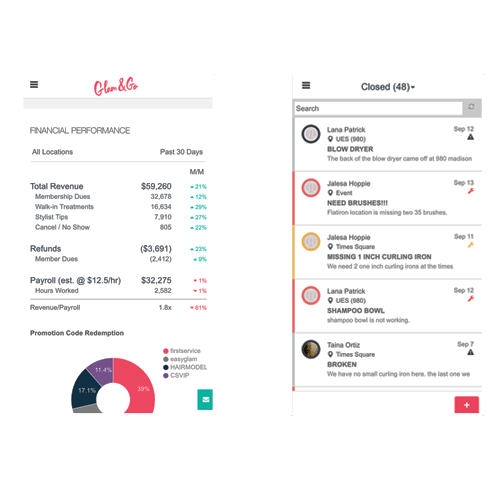 Glam&Go
FINANCIAL PERFORMANCE
All Locations Past 30 Days
M/M
Total Revenue $59,260 21%
Membership Dues 32,678 12%
Walk-in Treatments 16,634 29%
Stylist Tips 7,910 27%
Cancel / No Show 805 22%
Refunds ($3,691) 23%
Member Dues (2,412) 9%
Payroll (est. @ $12.5/hr) $32,275 1%
Hours Worked 2,582 1%
Revenue/Payroll 1.8x 61%
Promotion Code Redemption
firstservice
easyglam
HAIRMODEL
CSVIP
11.4%
17.1%
39%
Closed (48)
Search
Lana Patrick Sep 12
UES (980)
BLOW DRYER
The back of the blow dryer came off at 980 madison
Jalesa Hoppie Sep 13
Event
NEED BRUSHES!!!
Flatiron location is missing two 35 brushes.
Jalesa Hoppie Sep 11
Times Square
MISSING 1 INCH CURLING IRON
We need 2 one inch curling irons at the times
Lana Patrick Sep 12
UES (980)
SHAMPOO BOWL
shampoo bowl is not working.
Taina Ortiz Sep 7
Times Square
BROKEN
We have no small curling iron here. the last one we
+